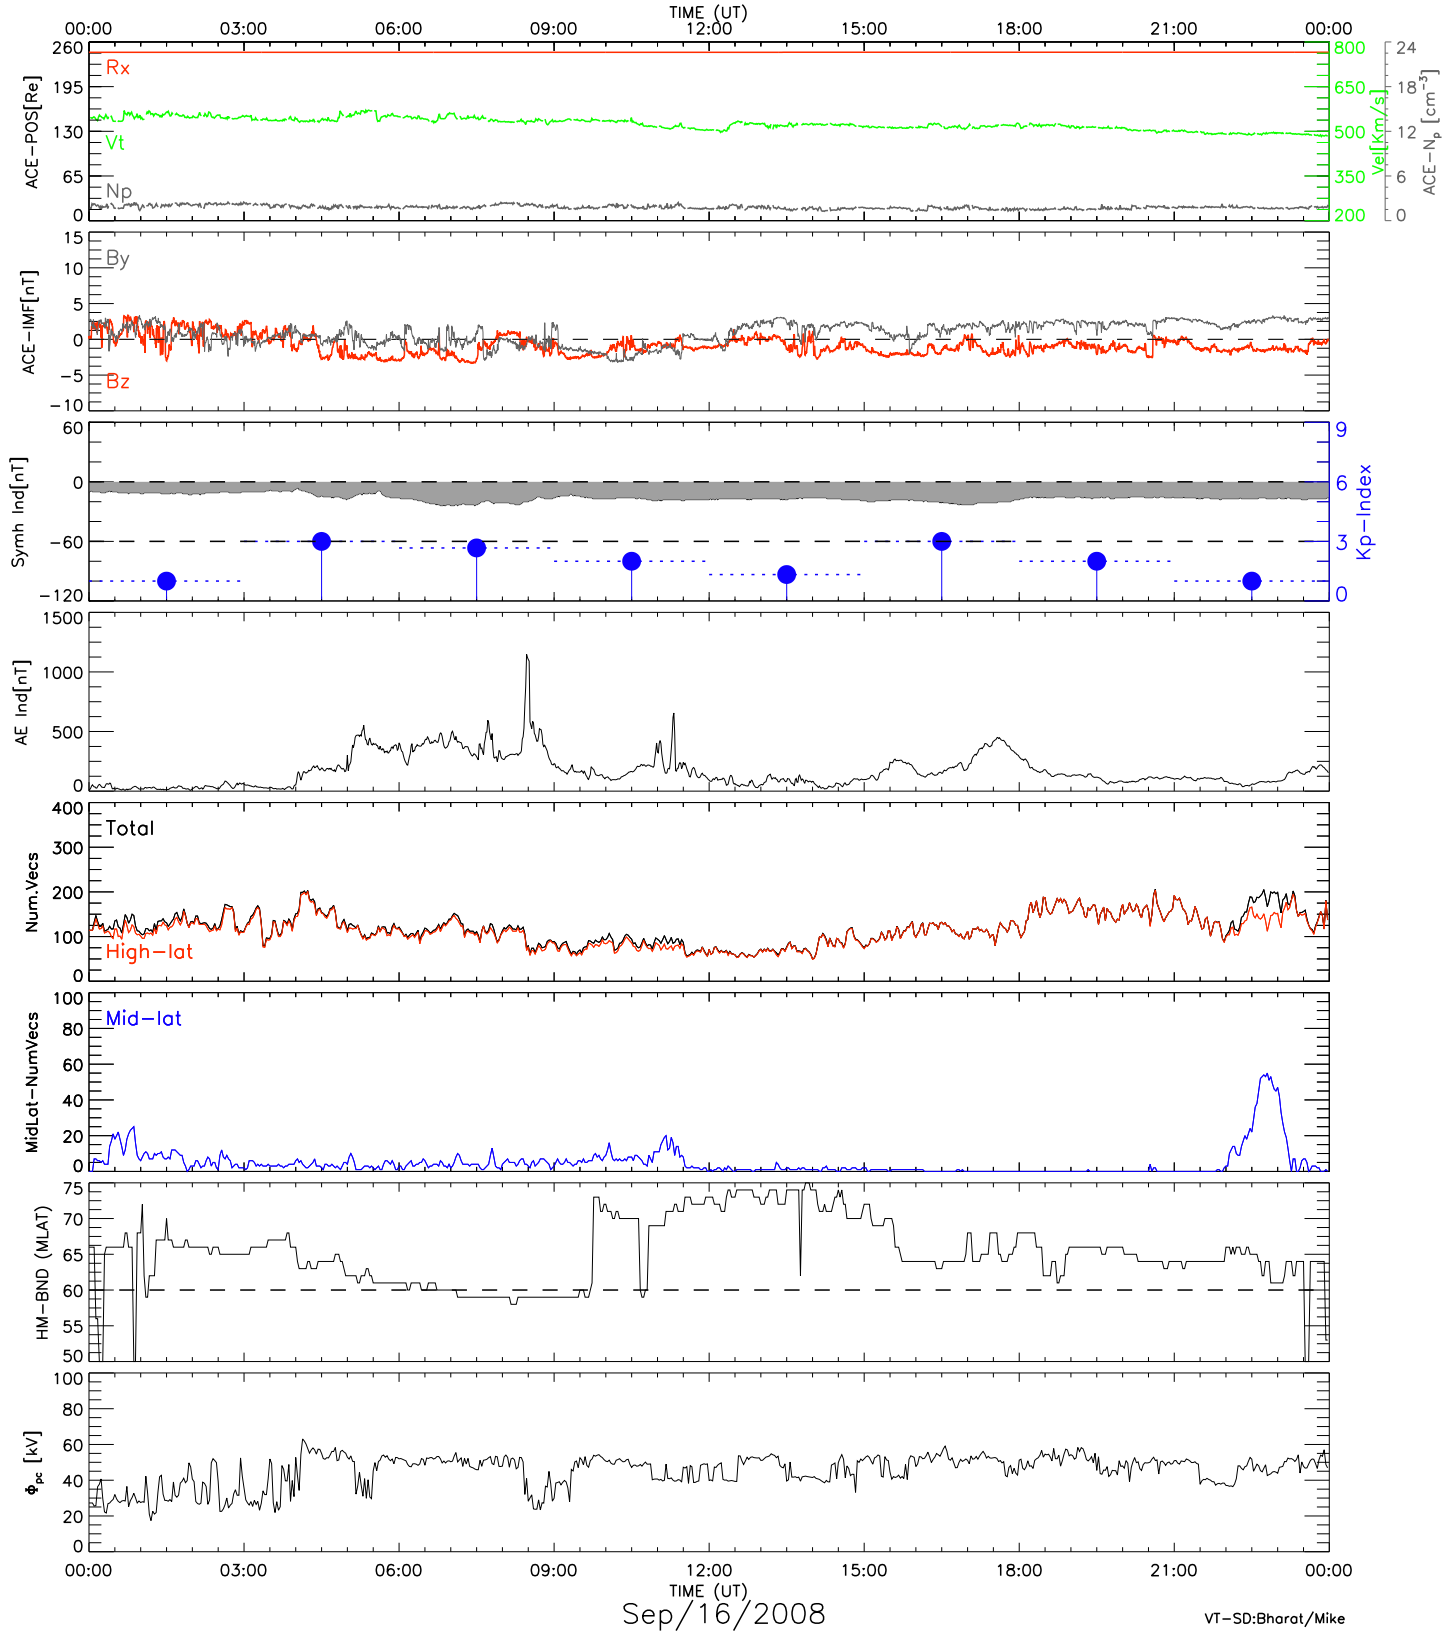 TIME (UT)
00:00 03:00 06:00 09:00 12:00 15:00 18:00 21:00 00:00
260 195 130 65 0
ACE-POS[Re]
Rx
Vt
Np
800 650 500 350 200
Vel[Km/s]
24 18 12 6 0
ACE-Np [cm⁻³]
15 10 5 0 -5 -10
ACE-IMF[nT]
By
Bz
60 0 -60 -120
Symh Ind[nT]
9 6 3 0
Kp-Index
1500 1000 500 0
AE Ind[nT]
400 300 200 100 0
Num.Vecs
Total
High-lat
100 80 60 40 20 0
MidLat-NumVecs
Mid-lat
75 70 65 60 55 50
HM-BND (MLAT)
100 80 60 40 20 0
Φpc [kV]
00:00 03:00 06:00 09:00 12:00 15:00 18:00 21:00 00:00
TIME (UT)
Sep/16/2008
VT-SD:Bharat/Mike